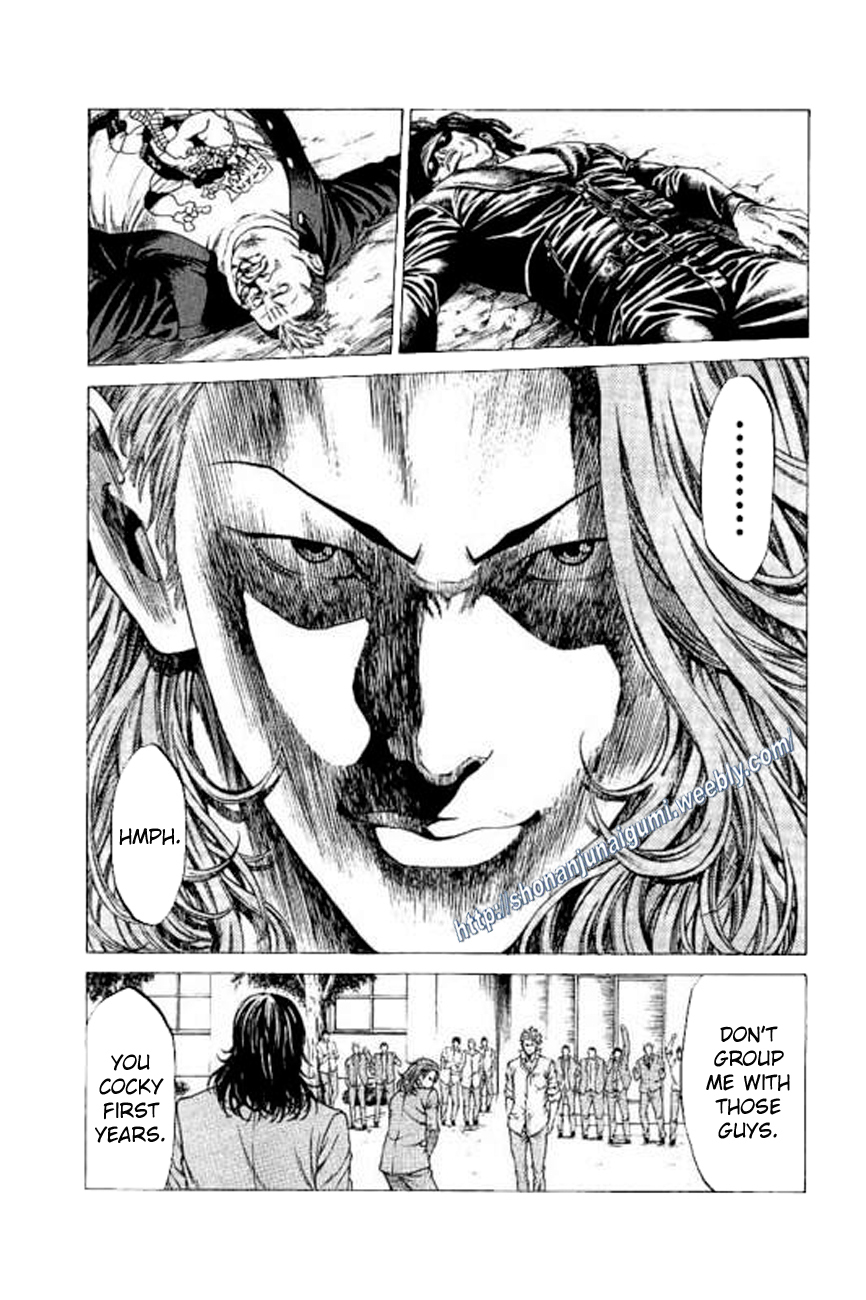 .........
HMPH.
http://shonanjunaigumi.weebly.com/
DON'T
GROUP
ME WITH
THOSE
GUYS.
YOU
COCKY
FIRST
YEARS.